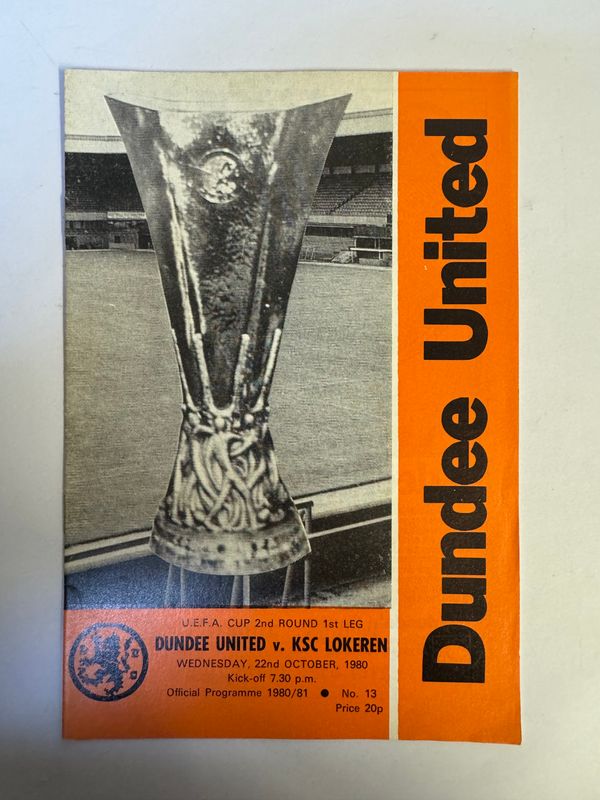 Dundee United
U.E.F.A. CUP 2nd ROUND 1st LEG
DUNDEE UNITED v. KSC LOKEREN
WEDNESDAY, 22nd OCTOBER, 1980
Kick-off 7.30 p.m.
Official Programme 1980/81 ● No. 13
Price 20p